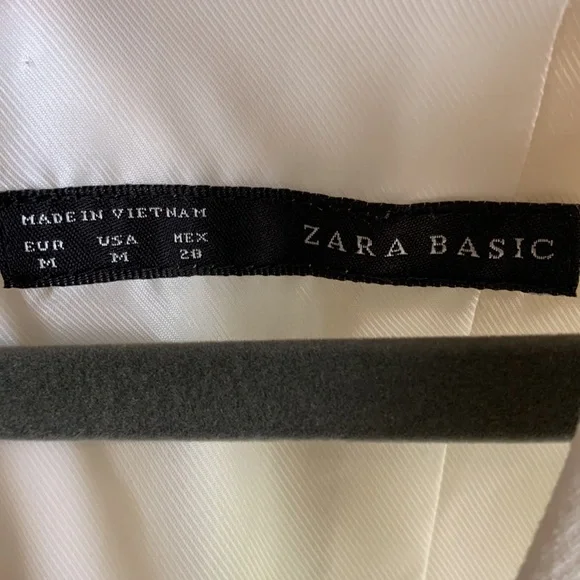 MADE IN VIETNAM
EUR USA MEX
M M 28
ZARA BASIC